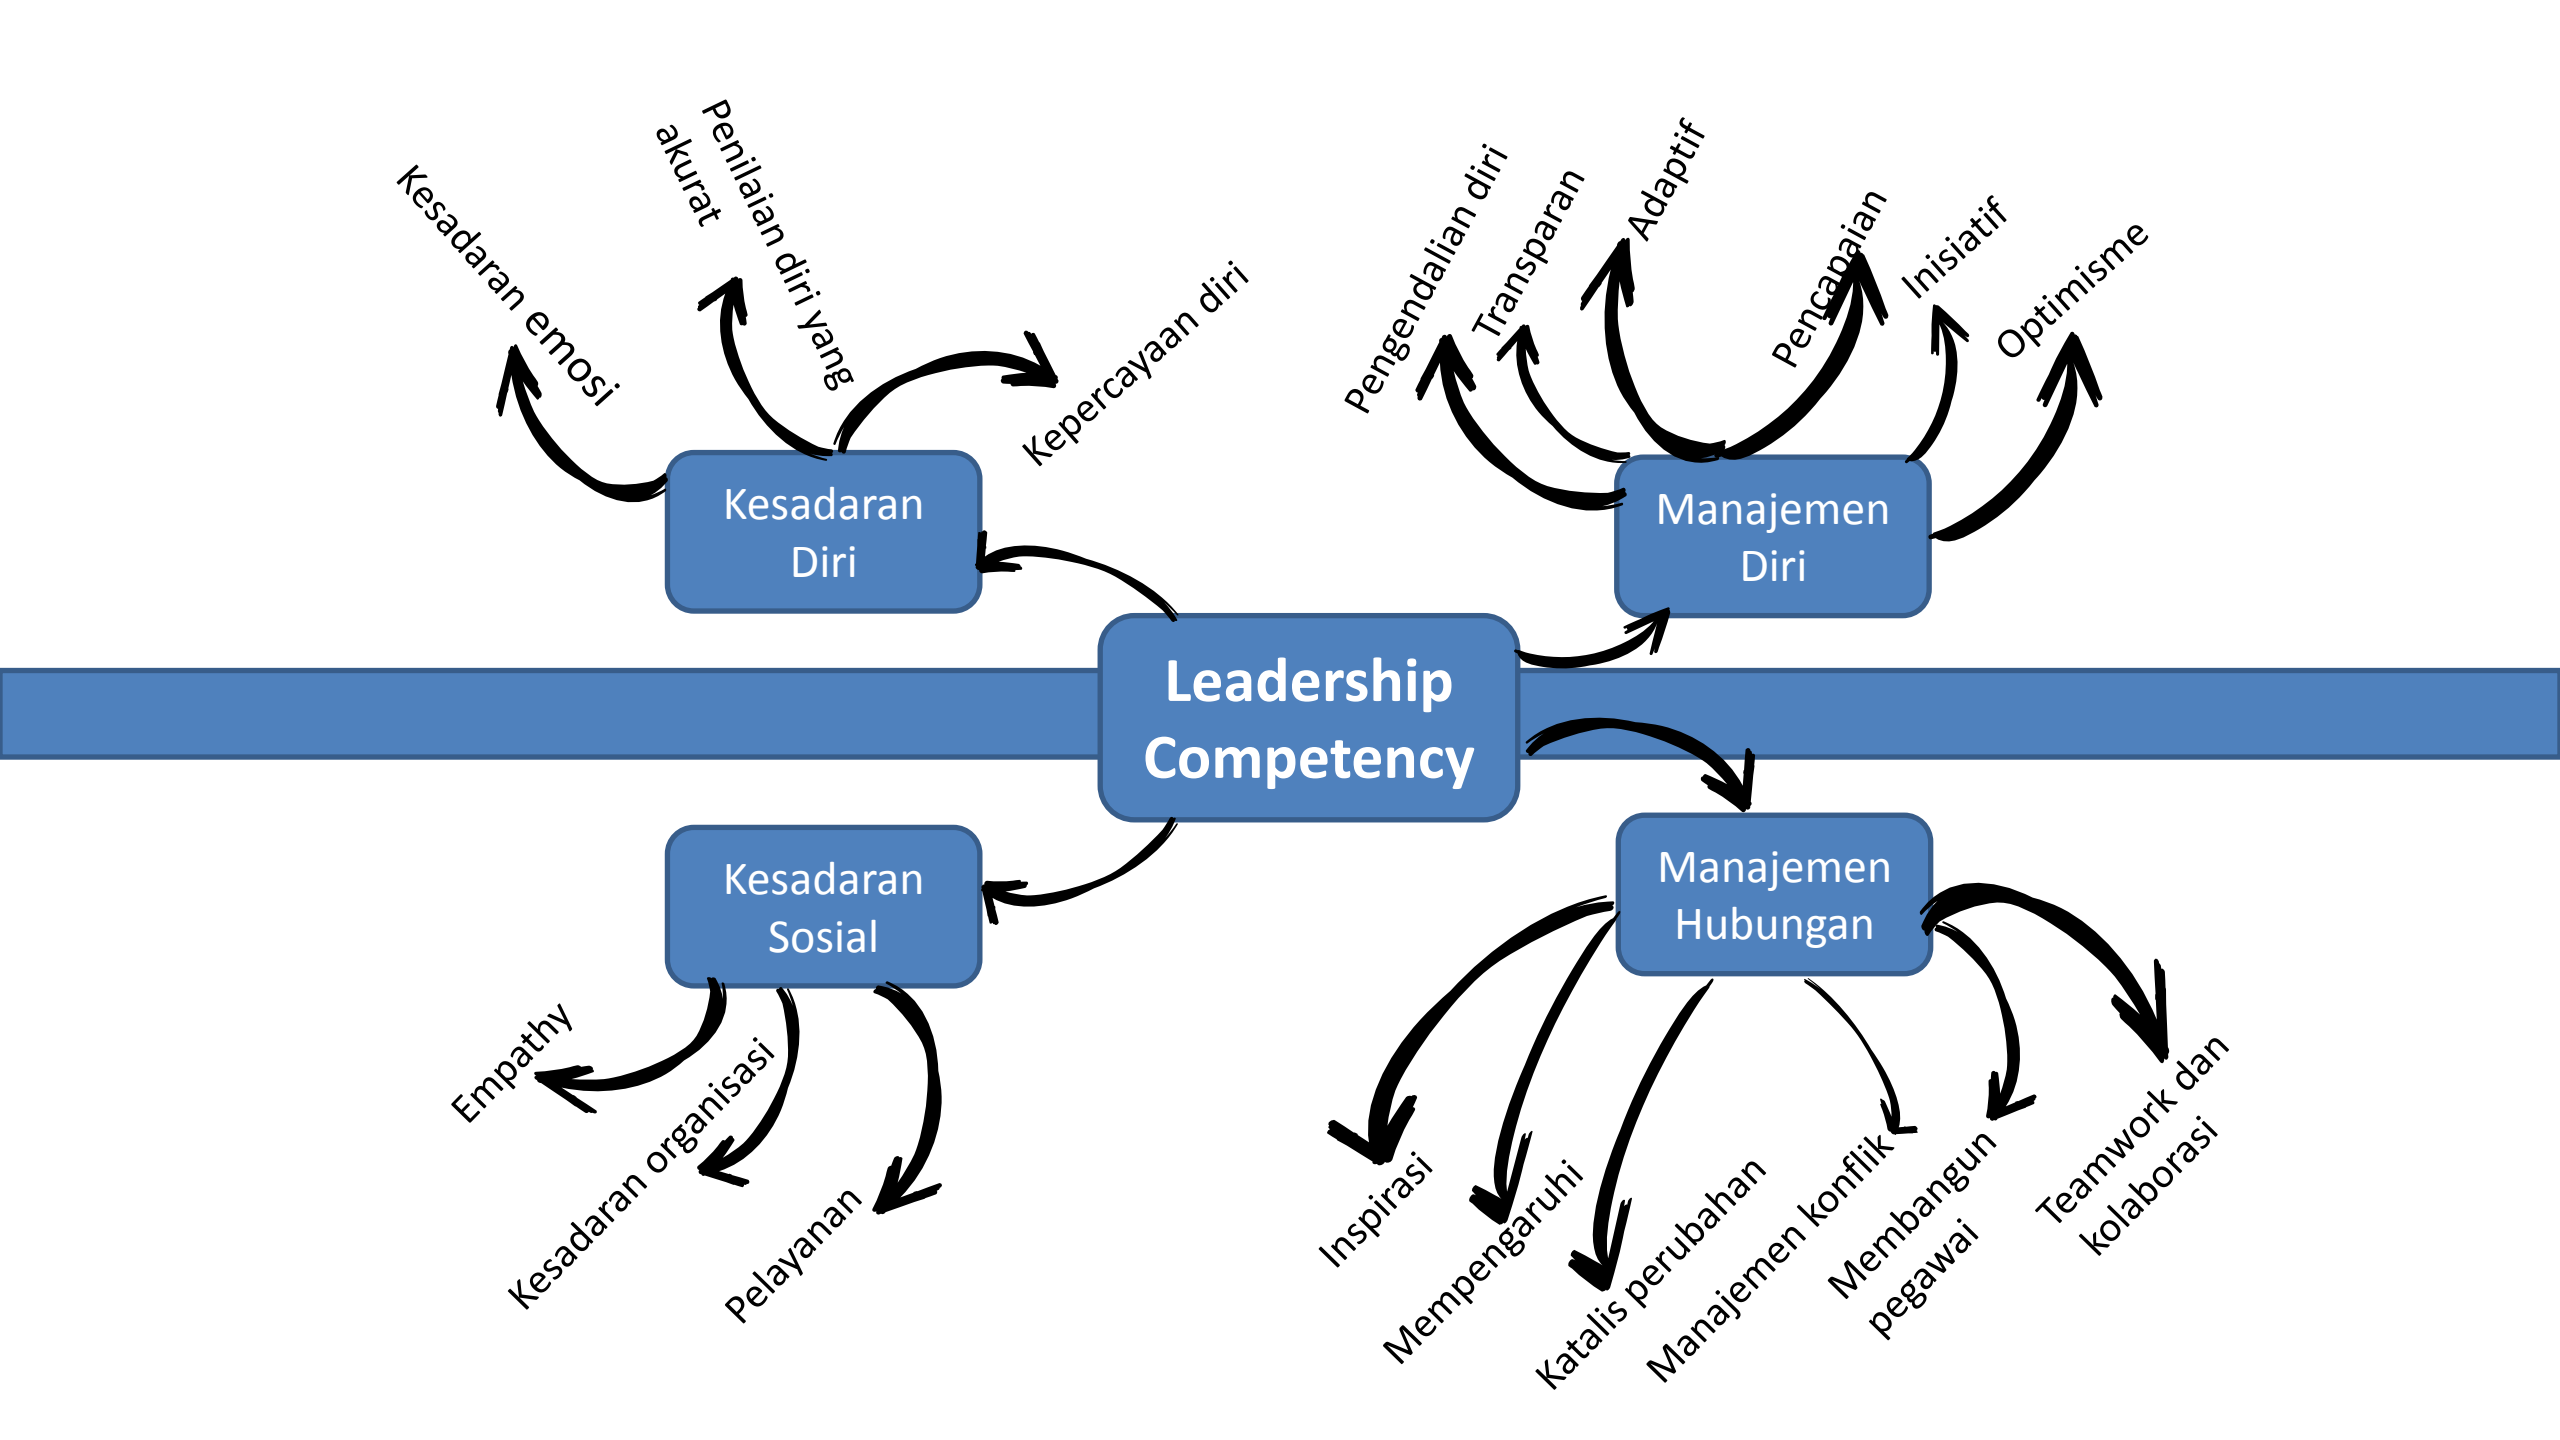 Kesadaran emosi
Penilaian diri yang
akurat
Kepercayaan diri
Kesadaran
Diri
Pengendalian diri
Transparan
Adaptif
Pencapaian
Inisiatif
Optimisme
Manajemen
Diri
Leadership
Competency
Kesadaran
Sosial
Empathy
Kesadaran organisasi
Pelayanan
Manajemen
Hubungan
Inspirasi
Mempengaruhi
Katalis perubahan
Manajemen konflik
Membangun
pegawai
Teamwork dan
kolaborasi